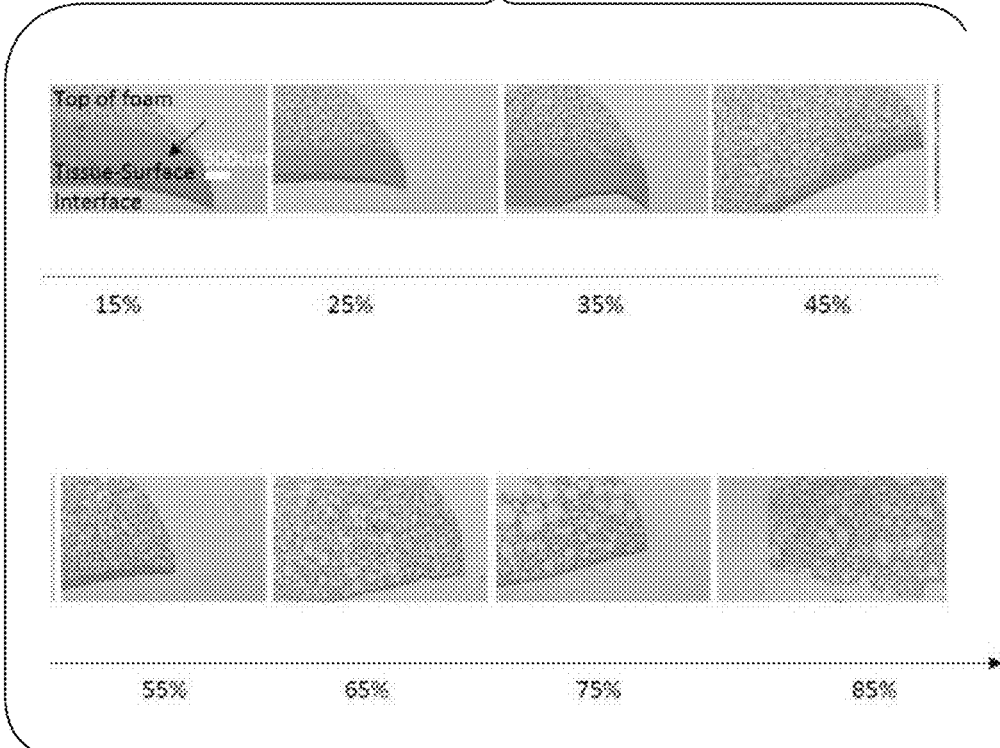 Top of foam
Tissue-Surface
Interface
15% 25% 35% 45%
55% 65% 75% 85%